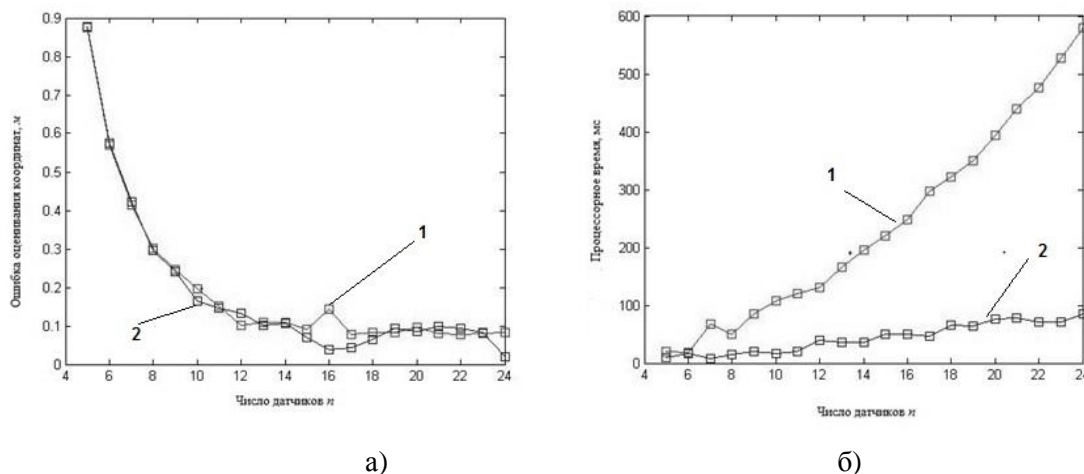 0.9
0.8
0.7
0.6
0.5
0.4
0.3
0.2
0.1
0
4 6 8 10 12 14 16 18 20 22 24
Ошибка оценивания координат, м
Число датчиков n
1
2
а)
600
500
400
300
200
100
0
4 6 8 10 12 14 16 18 20 22 24
Процессорное время, мс
Число датчиков n
1
2
б)